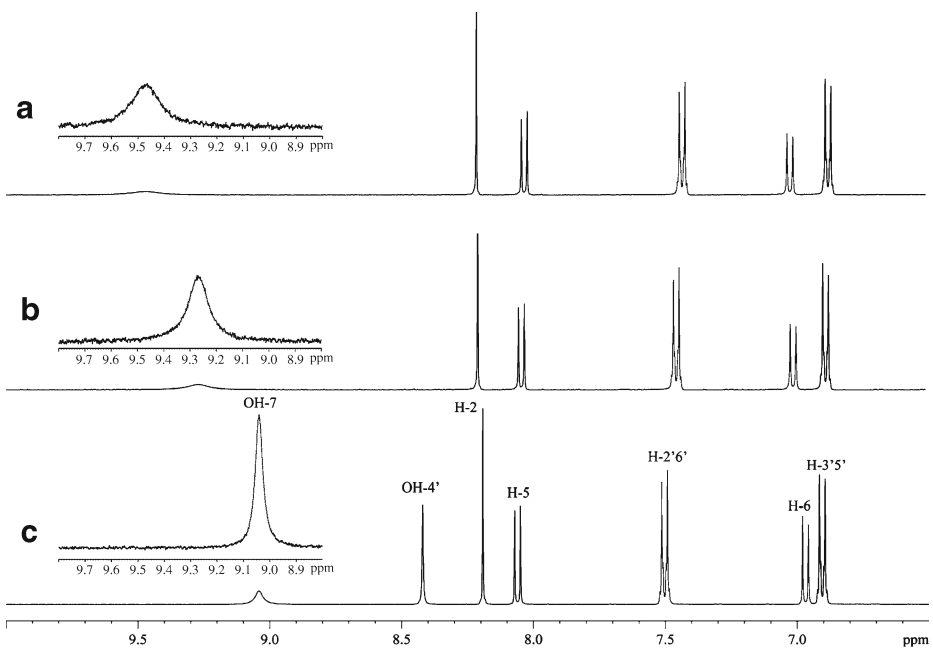 a
9.7 9.6 9.5 9.4 9.3 9.2 9.1 9.0 8.9 ppm
b
9.7 9.6 9.5 9.4 9.3 9.2 9.1 9.0 8.9 ppm
OH-7
H-2
H-2'6'
H-3'5'
OH-4'
H-5
H-6
c
9.7 9.6 9.5 9.4 9.3 9.2 9.1 9.0 8.9 ppm
9.5 9.0 8.5 8.0 7.5 7.0 ppm